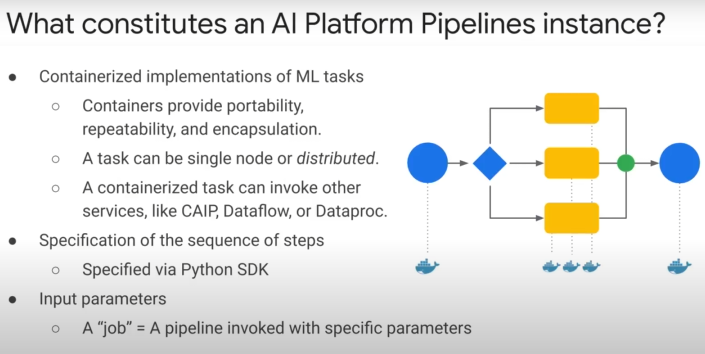 What constitutes an AI Platform Pipelines instance?
● Containerized implementations of ML tasks
○ Containers provide portability,
repeatability, and encapsulation.
○ A task can be single node or distributed.
○ A containerized task can invoke other
services, like CAIP, Dataflow, or Dataproc.
● Specification of the sequence of steps
○ Specified via Python SDK
● Input parameters
○ A “job” = A pipeline invoked with specific parameters